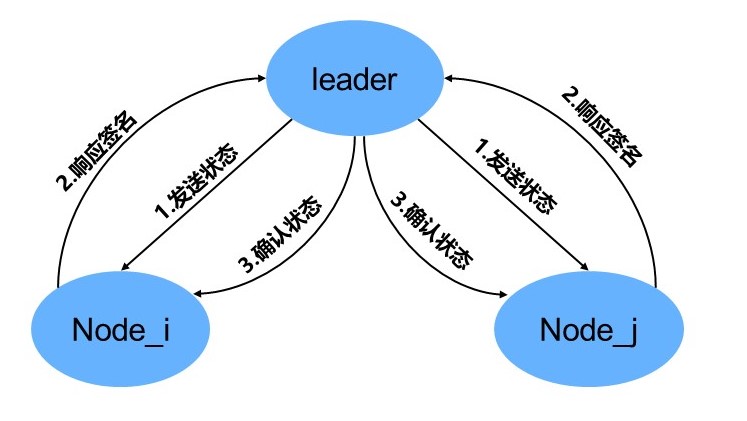 leader
2.响应签名
1.发送状态
3.确认状态
3.确认状态
1.发送状态
2.响应签名
Node_i
Node_j